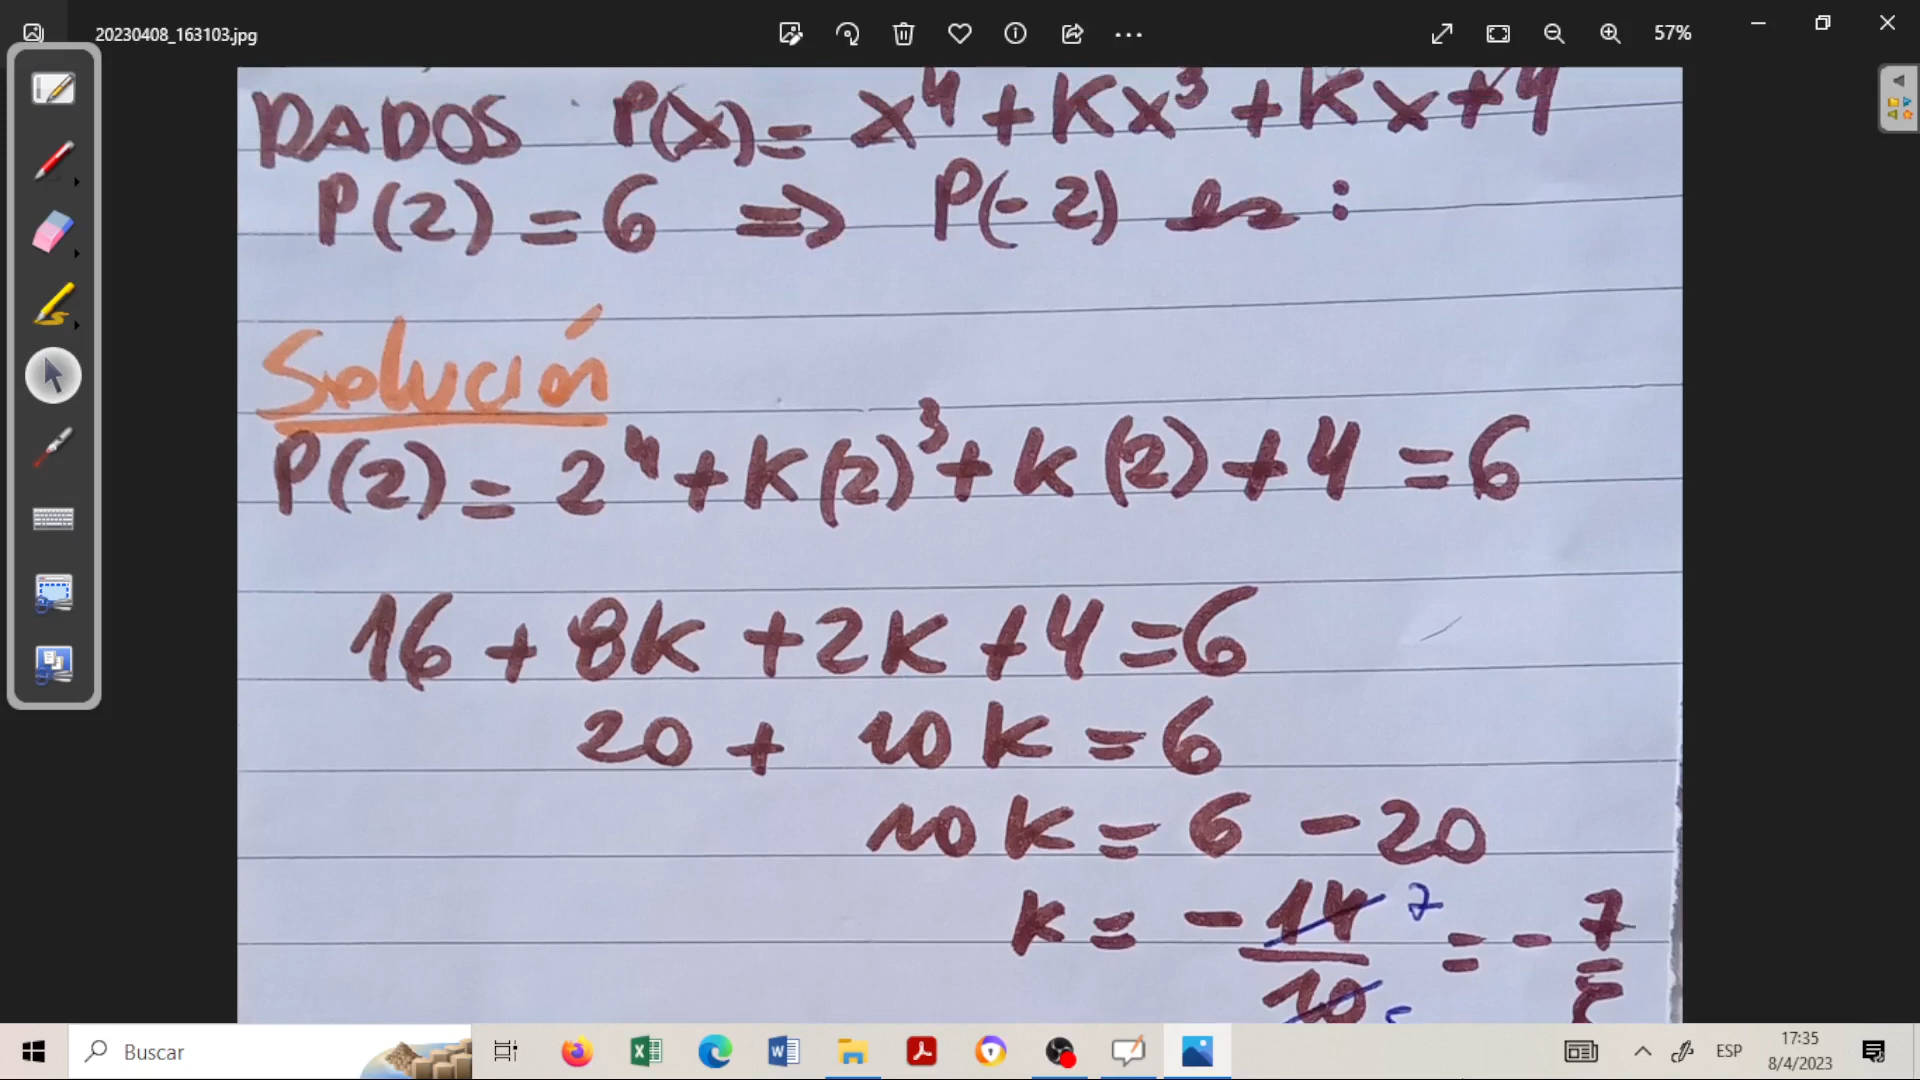 20230408_163103.jpg
57%
DADOS P(x) = x⁴ + Kx³ + Kx + 4
P(2) = 6 => P(-2) es :
Solución
P(2) = 2⁴ + K(2)³ + k(2) + 4 = 6
16 + 8K + 2K + 4 = 6
20 + 10k = 6
10k = 6 - 20
k = -14/10 7/5 = - 7/5
Buscar
ESP
17:35
8/4/2023